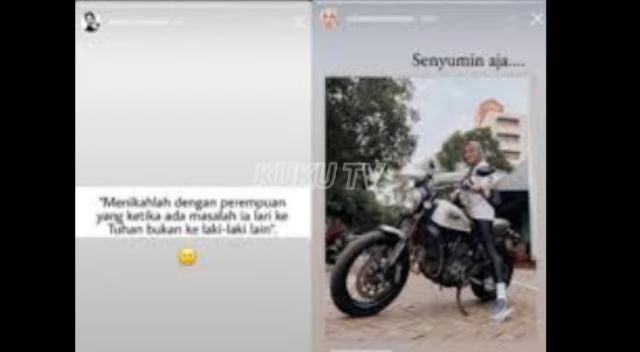 "Menikahlah dengan perempuan
yang ketika ada masalah ia lari ke
Tuhan bukan ke laki-laki lain".
Senyumin aja....
KUKU TV